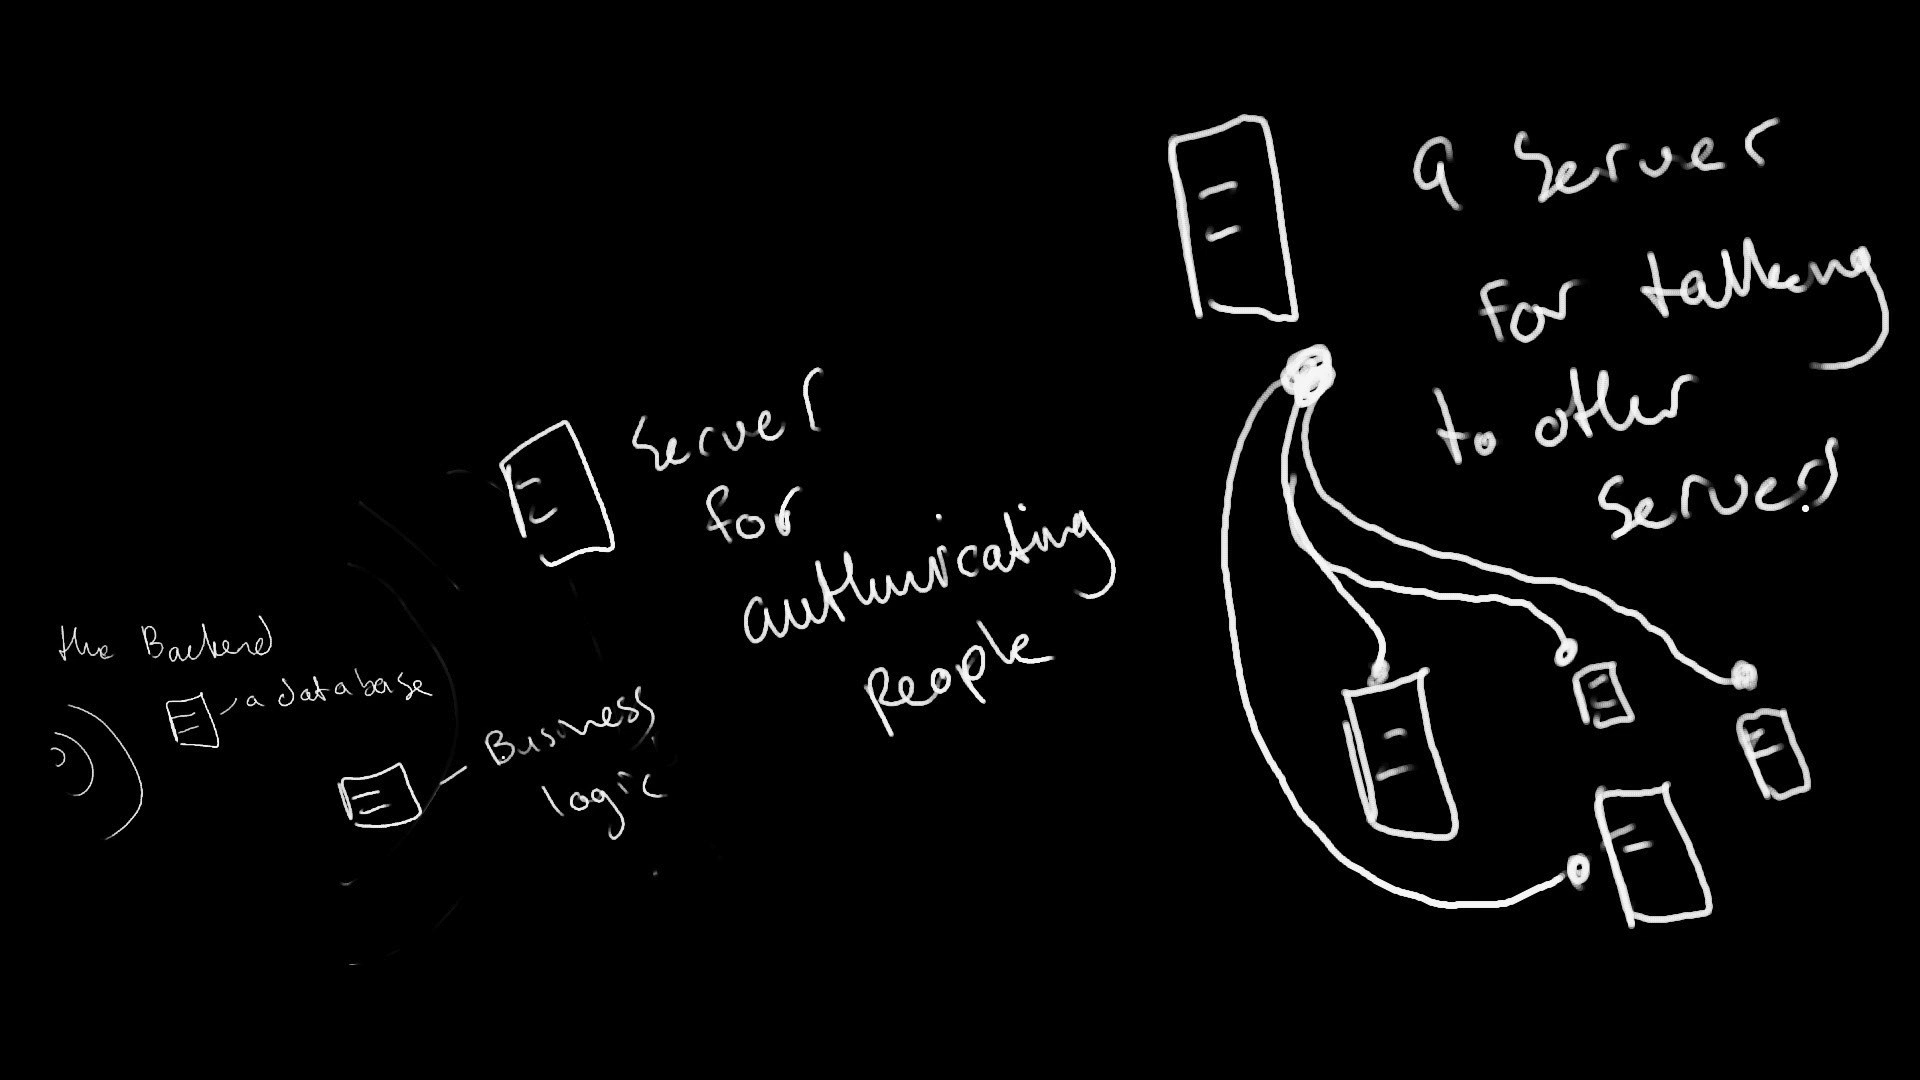 the Backend
a database
Business
logic
Server
for
authenticating
people
a server
for talking
to other
servers